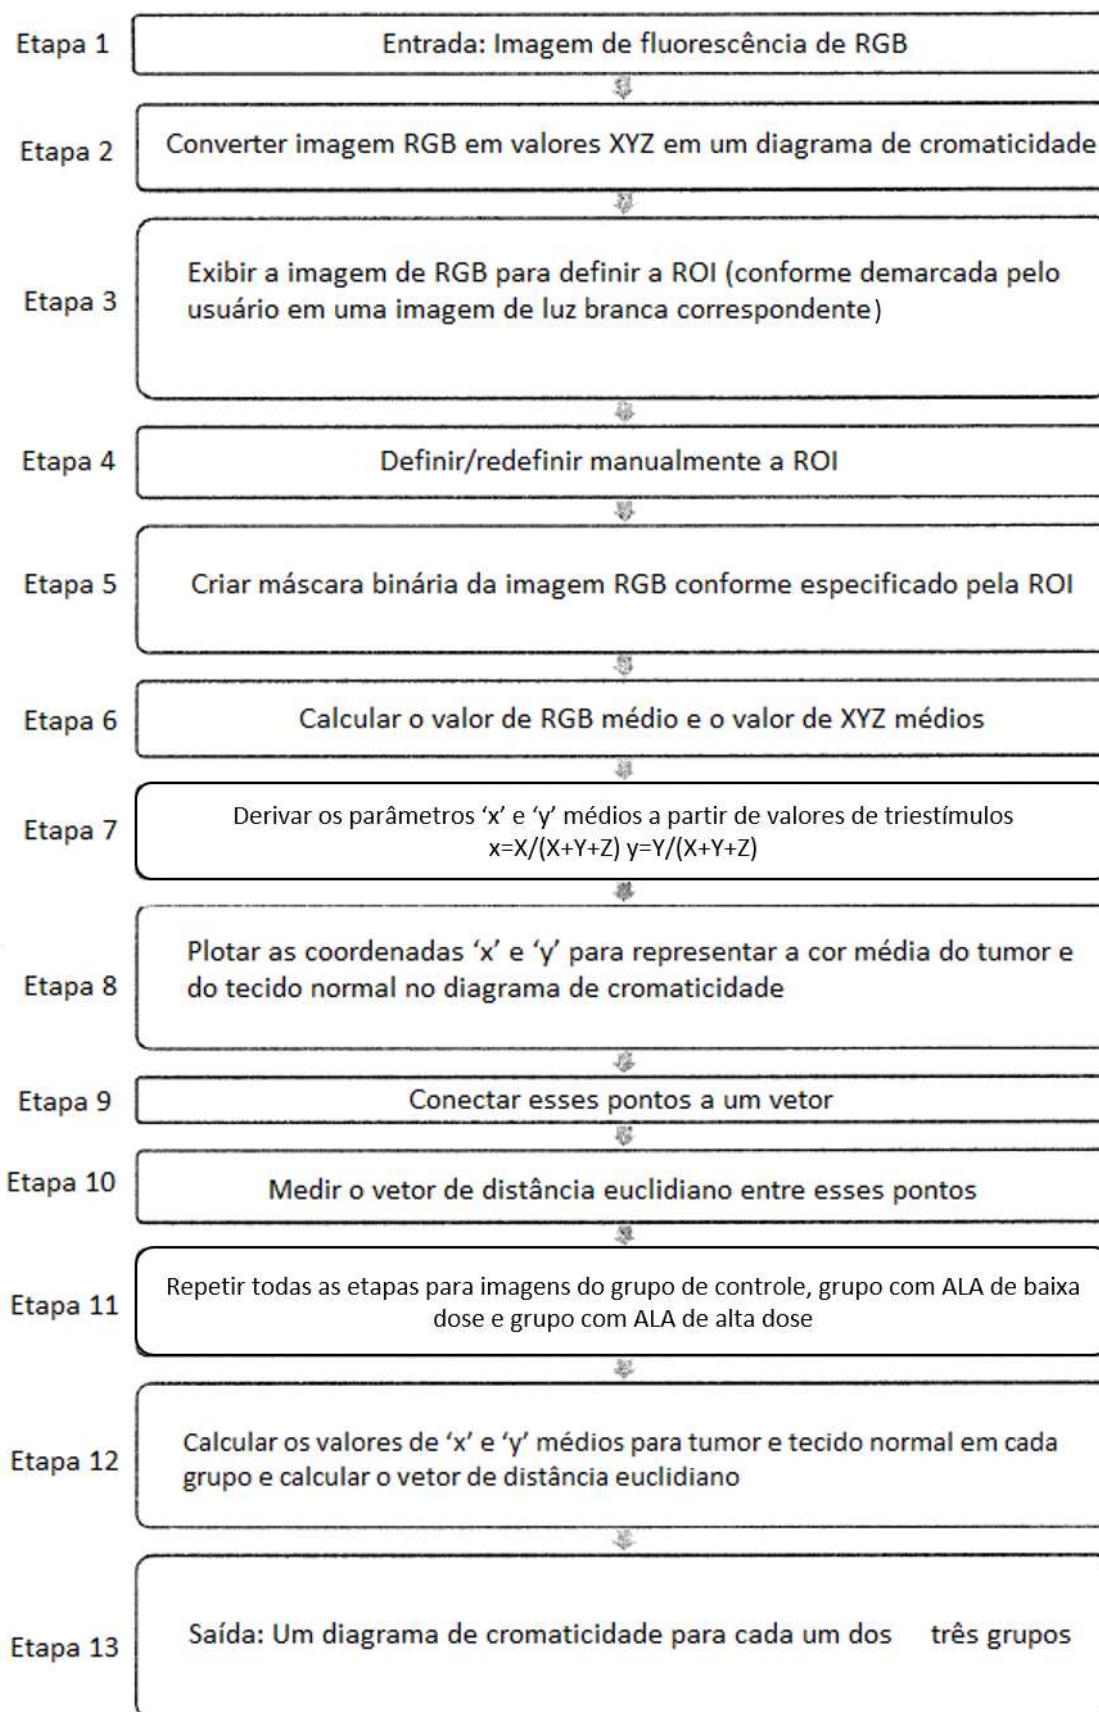 Etapa 1
Entrada: Imagem de fluorescência de RGB
Etapa 2
Converter imagem RGB em valores XYZ em um diagrama de cromaticidade
Etapa 3
Exibir a imagem de RGB para definir a ROI (conforme demarcada pelo
usuário em uma imagem de luz branca correspondente)
Etapa 4
Definir/redefinir manualmente a ROI
Etapa 5
Criar máscara binária da imagem RGB conforme especificado pela ROI
Etapa 6
Calcular o valor de RGB médio e o valor de XYZ médios
Etapa 7
Derivar os parâmetros ‘x’ e ‘y’ médios a partir de valores de triestímulos
x=X/(X+Y+Z) y=Y/(X+Y+Z)
Etapa 8
Plotar as coordenadas ‘x’ e ‘y’ para representar a cor média do tumor e
do tecido normal no diagrama de cromaticidade
Etapa 9
Conectar esses pontos a um vetor
Etapa 10
Medir o vetor de distância euclidiano entre esses pontos
Etapa 11
Repetir todas as etapas para imagens do grupo de controle, grupo com ALA de baixa
dose e grupo com ALA de alta dose
Etapa 12
Calcular os valores de ‘x’ e ‘y’ médios para tumor e tecido normal em cada
grupo e calcular o vetor de distância euclidiano
Etapa 13
Saída: Um diagrama de cromaticidade para cada um dos três grupos